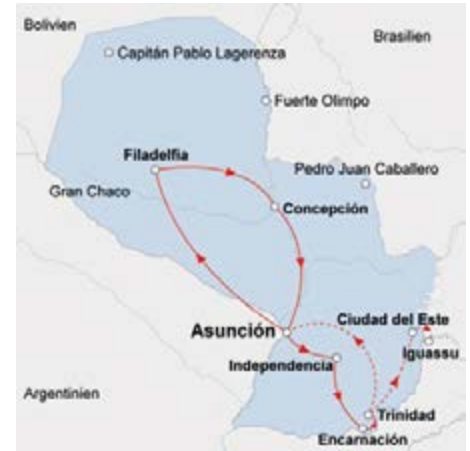 Bolivien
Brasilien
Capitán Pablo Lagerenza
Fuerte Olimpo
Filadelfia
Pedro Juan Caballero
Gran Chaco
Concepción
Ciudad del Este
Asunción
Iguassu
Independencia
Argentinien
Trinidad
Encarnación